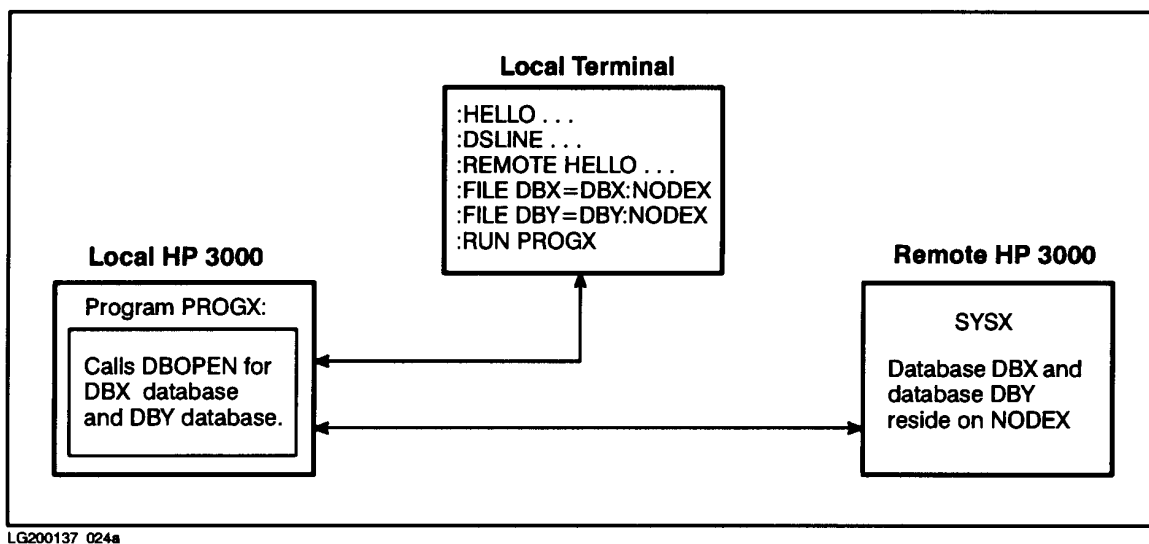 Local Terminal
:HELLO . . .
:DSLINE . . .
:REMOTE HELLO . . .
:FILE DBX=DBX:NODEX
:FILE DBY=DBY:NODEX
:RUN PROGX
Local HP 3000
Program PROGX:
Calls DBOPEN for
DBX database
and DBY database.
Remote HP 3000
SYSX
Database DBX and
database DBY
reside on NODEX
LG200137_024a